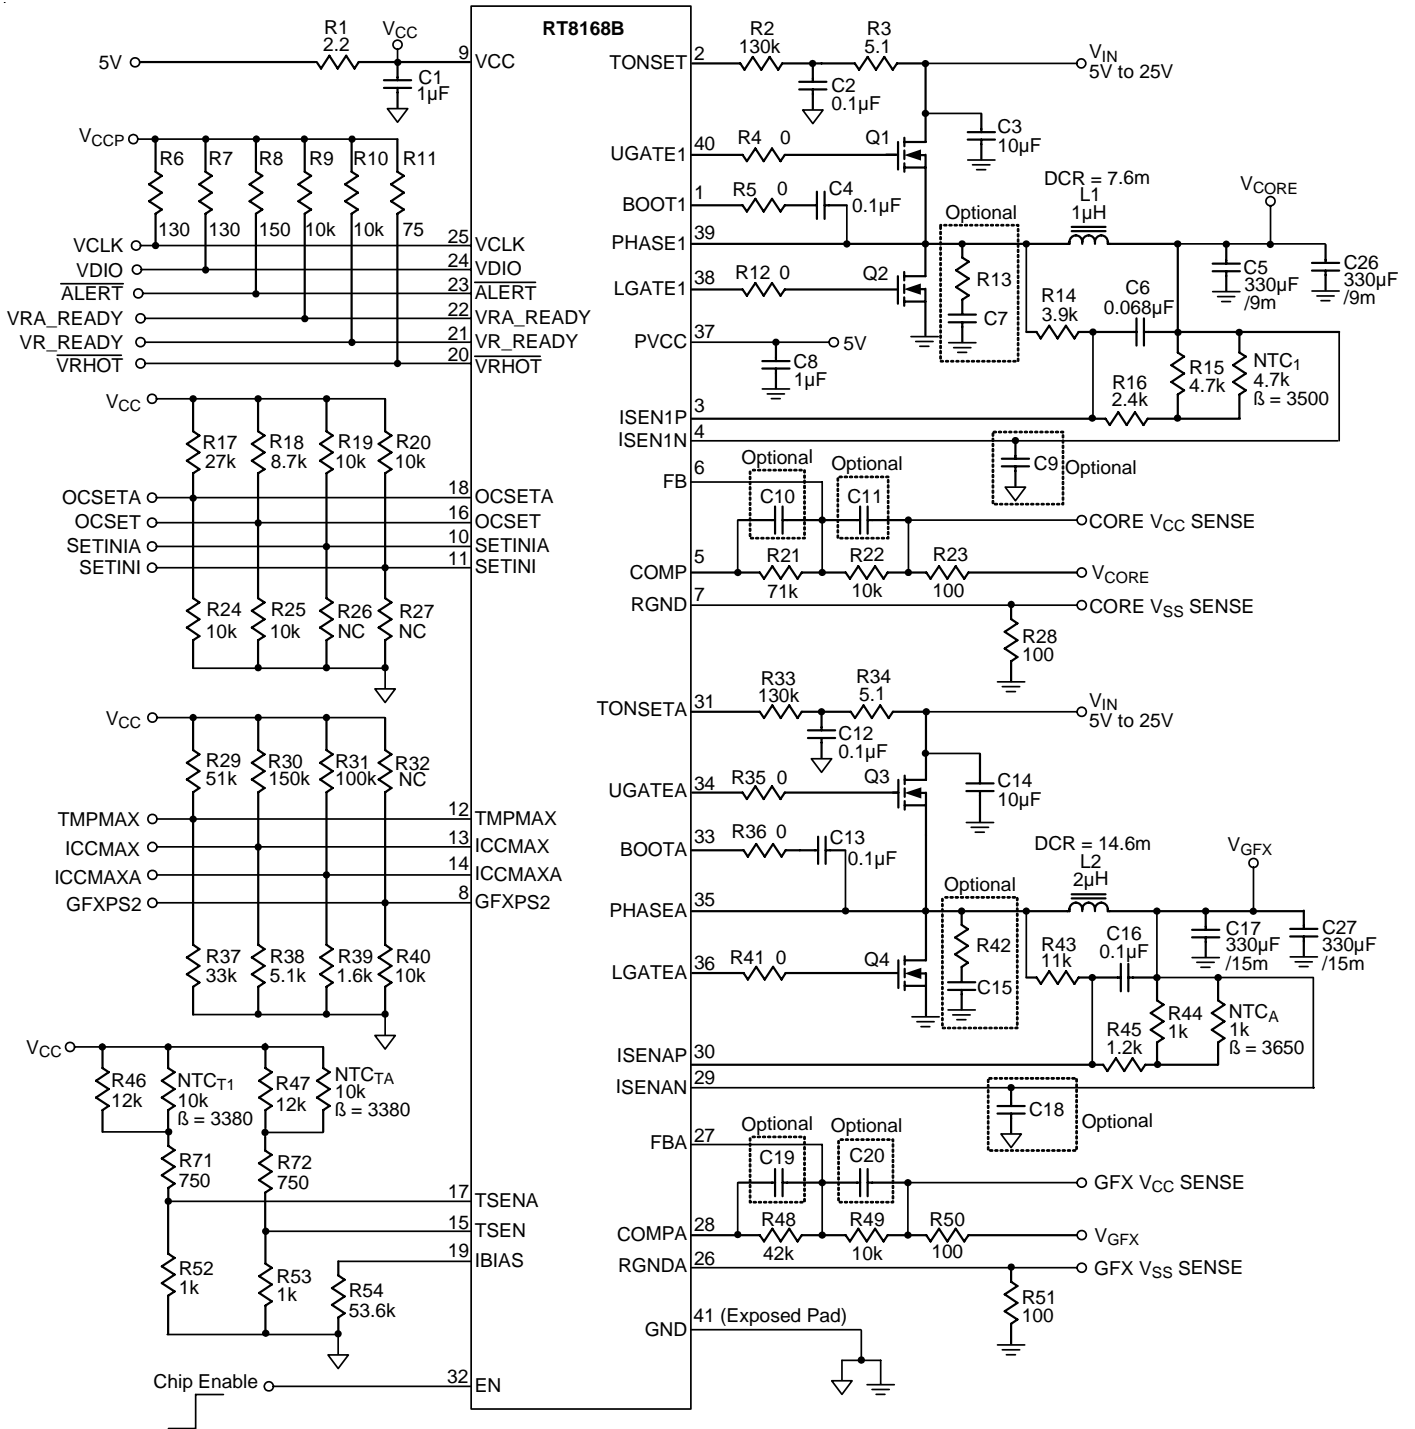 RT8168B
R1
2.2
VCC
5V
9
VCC
C1
1µF
VCCP
R6
R7
R8
R9
R10
R11
130
130
150
10k
10k
75
VCLK
25
VCLK
VDIO
24
VDIO
ALERT
23
ALERT
VRA_READY
22
VRA_READY
VR_READY
21
VR_READY
VRHOT
20
VRHOT
VCC
R17
27k
R18
8.7k
R19
10k
R20
10k
OCSETA
18
OCSETA
OCSET
16
OCSET
SETINIA
10
SETINIA
SETINI
11
SETINI
R24
10k
R25
10k
R26
NC
R27
NC
VCC
R29
51k
R30
150k
R31
100k
R32
NC
TMPMAX
12
TMPMAX
ICCMAX
13
ICCMAX
ICCMAXA
14
ICCMAXA
GFXPS2
8
GFXPS2
R37
33k
R38
5.1k
R39
1.6k
R40
10k
VCC
R46
12k
NTCT1
10k
ß = 3380
R47
12k
NTCTA
10k
ß = 3380
R71
750
R72
750
17
TSENA
15
TSEN
19
IBIAS
R52
1k
R53
1k
R54
53.6k
Chip Enable
32
EN
TONSET
2
R2
130k
R3
5.1
VIN
5V to 25V
C2
0.1µF
C3
10µF
UGATE1
40
R4 0
Q1
BOOT1
1
R5 0
C4
0.1µF
PHASE1
39
Optional
R13
C7
DCR = 7.6m
L1
1µH
VCORE
LGATE1
38
R12 0
Q2
C5
330µF
/9m
C26
330µF
/9m
R14
3.9k
C6
0.068µF
PVCC
37
5V
C8
1µF
R16
2.4k
R15
4.7k
NTC1
4.7k
ß = 3500
ISEN1P
3
ISEN1N
4
C9
Optional
FB
6
Optional
C10
Optional
C11
CORE VCC SENSE
COMP
5
R21
71k
R22
10k
R23
100
VCORE
RGND
7
CORE VSS SENSE
R28
100
TONSETA
31
R33
130k
R34
5.1
VIN
5V to 25V
C12
0.1µF
C14
10µF
UGATEA
34
R35 0
Q3
BOOTA
33
R36 0
C13
0.1µF
PHASEA
35
Optional
R42
C15
DCR = 14.6m
L2
2µH
VGFX
LGATEA
36
R41 0
Q4
C17
330µF
/15m
C27
330µF
/15m
R43
11k
C16
0.1µF
R45
1.2k
R44
1k
NTCA
1k
ß = 3650
ISENAP
30
ISENAN
29
C18
Optional
FBA
27
Optional
C19
Optional
C20
GFX VCC SENSE
COMPA
28
R48
42k
R49
10k
R50
100
VGFX
RGNDA
26
GFX VSS SENSE
R51
100
GND
41 (Exposed Pad)